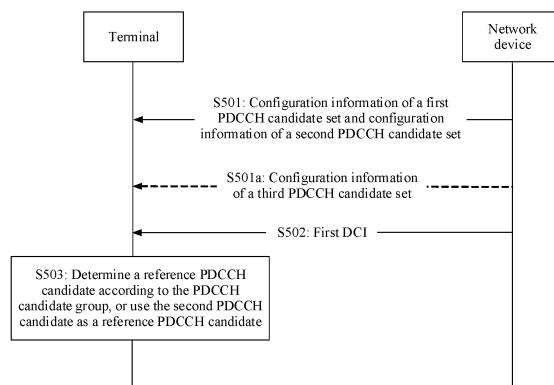 Terminal
Network
device
S501: Configuration information of a first
PDCCH candidate set and configuration
information of a second PDCCH candidate set
S501a: Configuration information
of a third PDCCH candidate set
S502: First DCI
S503: Determine a reference PDCCH
candidate according to the PDCCH
candidate group, or use the second PDCCH
candidate as a reference PDCCH candidate